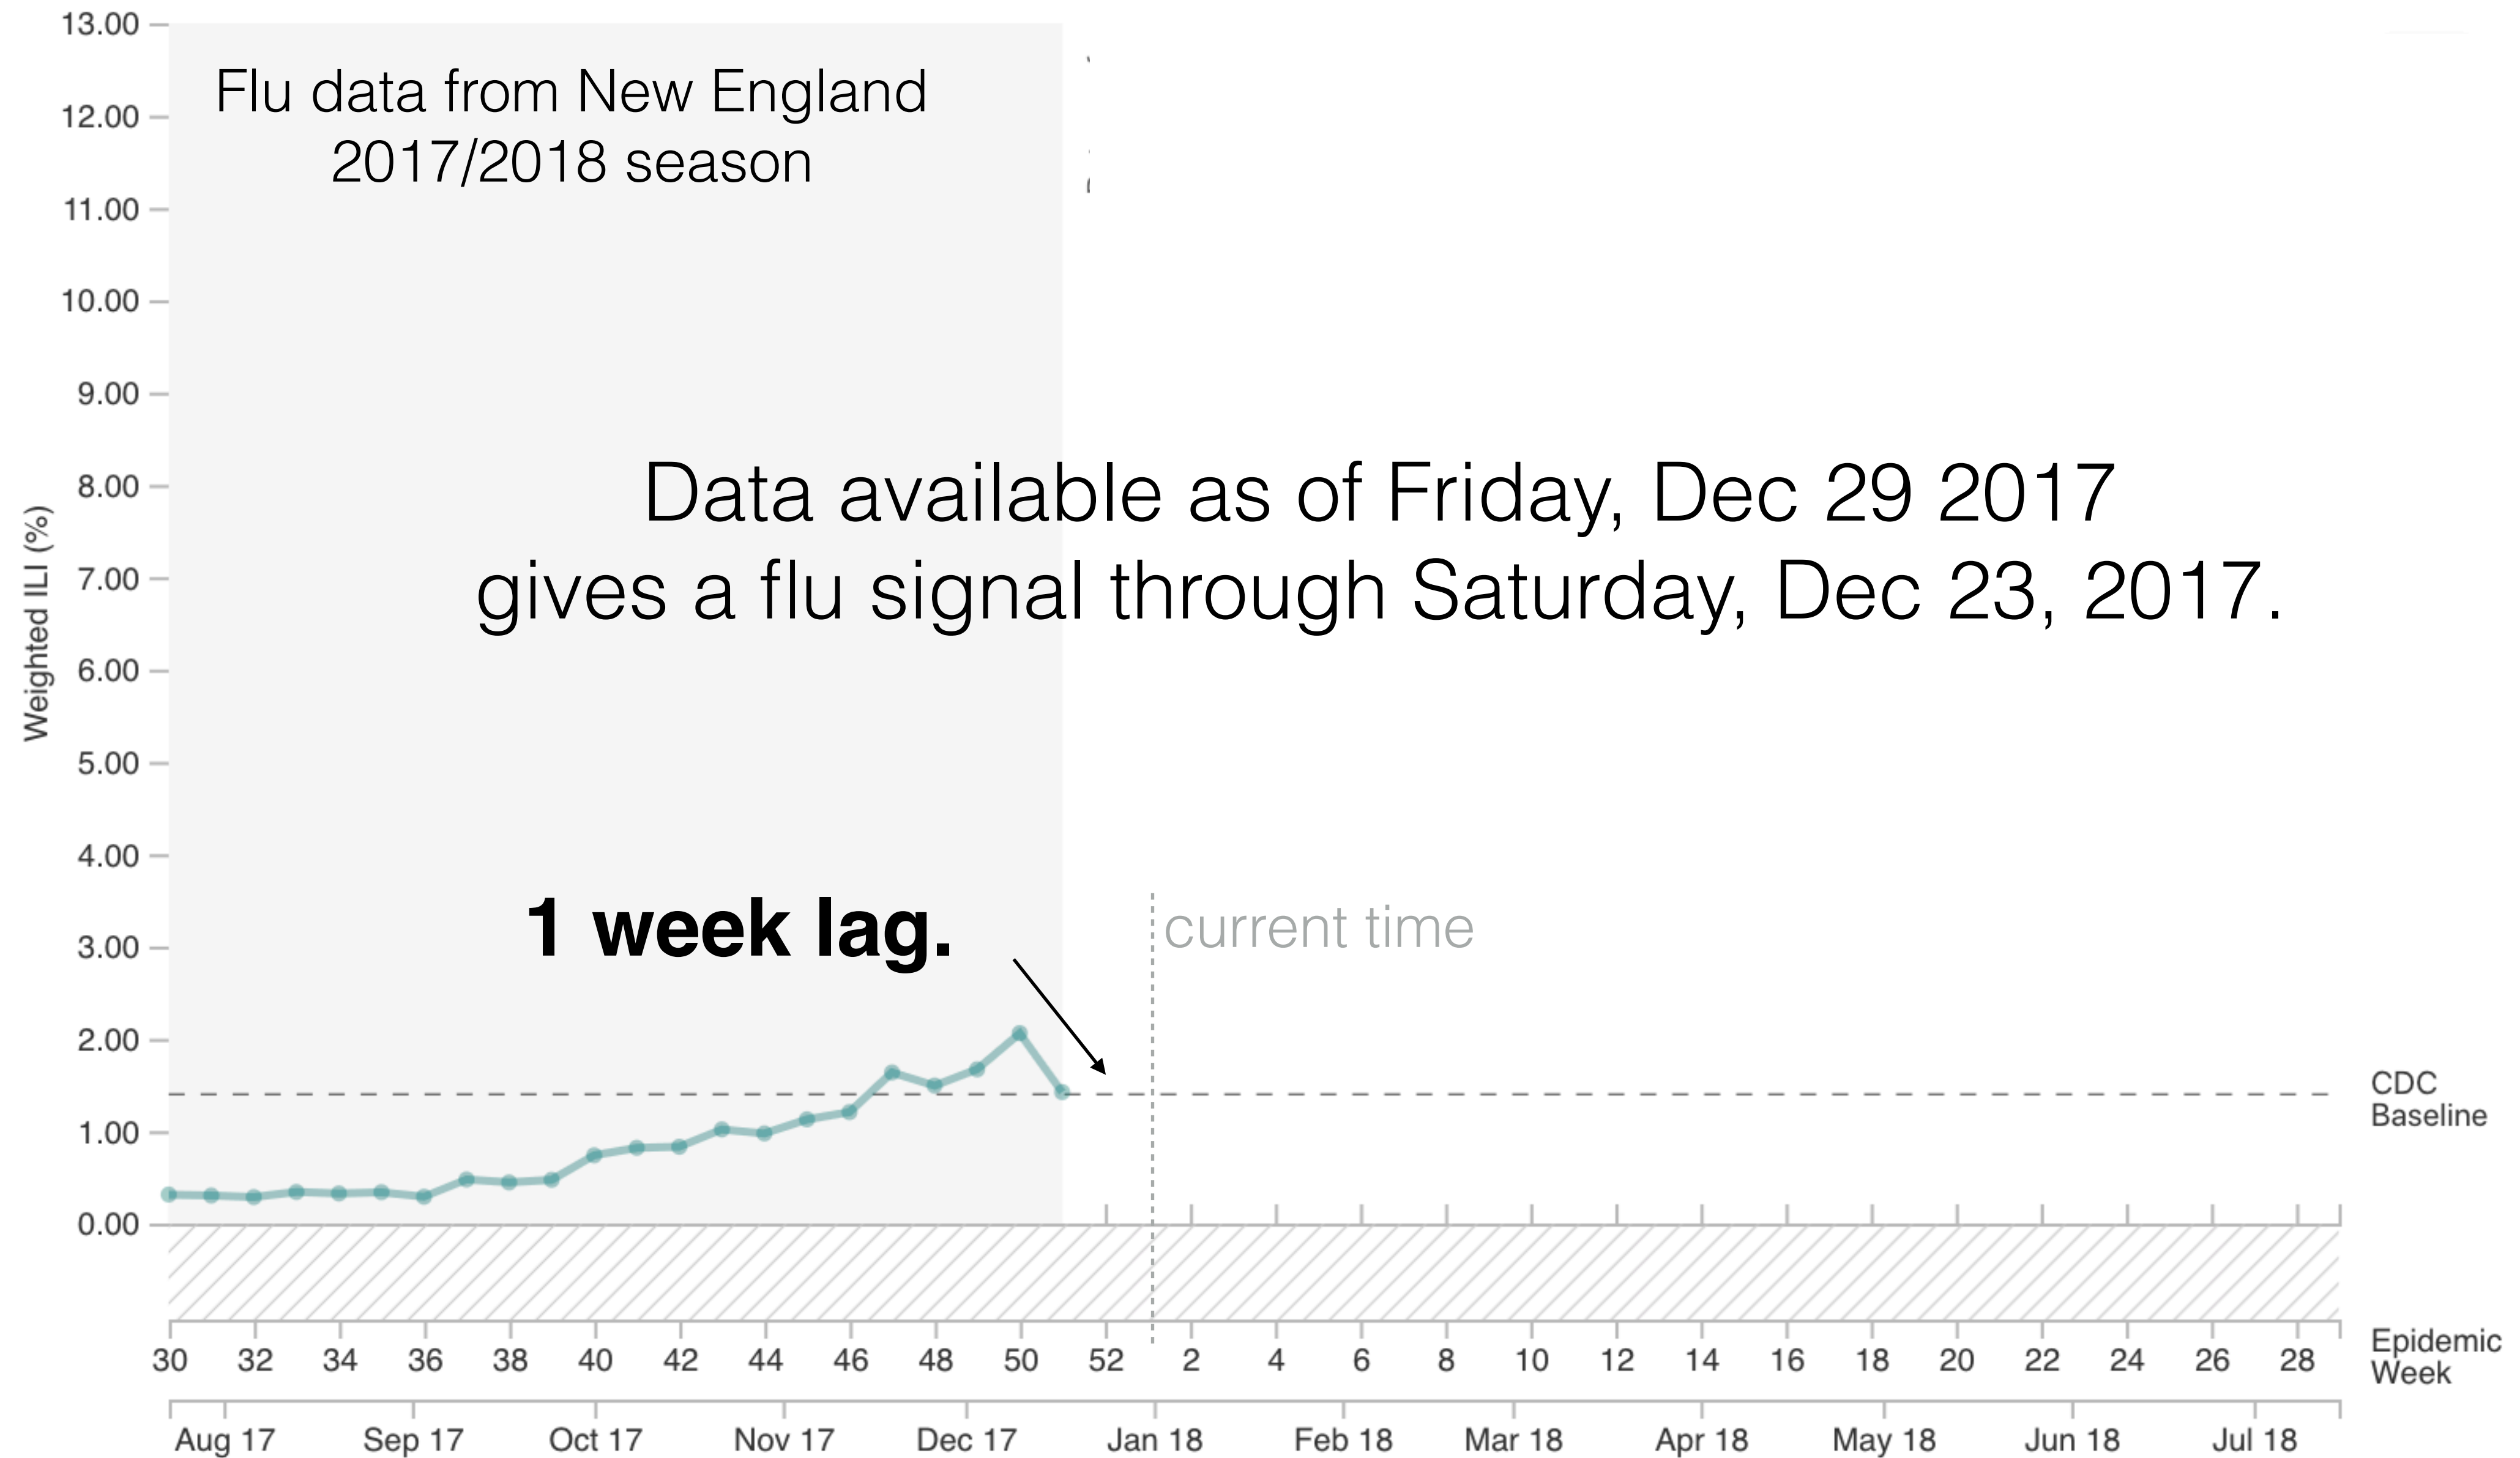 Flu data from New England
2017/2018 season
Data available as of Friday, Dec 29 2017
gives a flu signal through Saturday, Dec 23, 2017.
1 week lag.
current time
Weighted ILI (%)
13.00
12.00
11.00
10.00
9.00
8.00
7.00
6.00
5.00
4.00
3.00
2.00
1.00
0.00
CDC
Baseline
30 32 34 36 38 40 42 44 46 48 50 52 2 4 6 8 10 12 14 16 18 20 22 24 26 28
Epidemic
Week
Aug 17 Sep 17 Oct 17 Nov 17 Dec 17 Jan 18 Feb 18 Mar 18 Apr 18 May 18 Jun 18 Jul 18